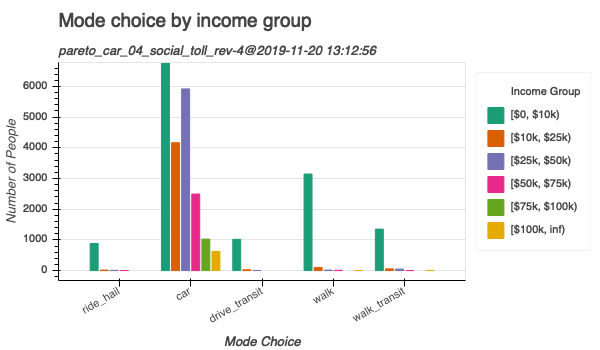 Mode choice by income group
pareto_car_04_social_toll_rev-4@2019-11-20 13:12:56
Number of People
6000
5000
4000
3000
2000
1000
0
ride_hail
car
drive_transit
walk
walk_transit
Mode Choice
Income Group
[$0, $10k)
[$10k, $25k)
[$25k, $50k)
[$50k, $75k)
[$75k, $100k)
[$100k, inf)